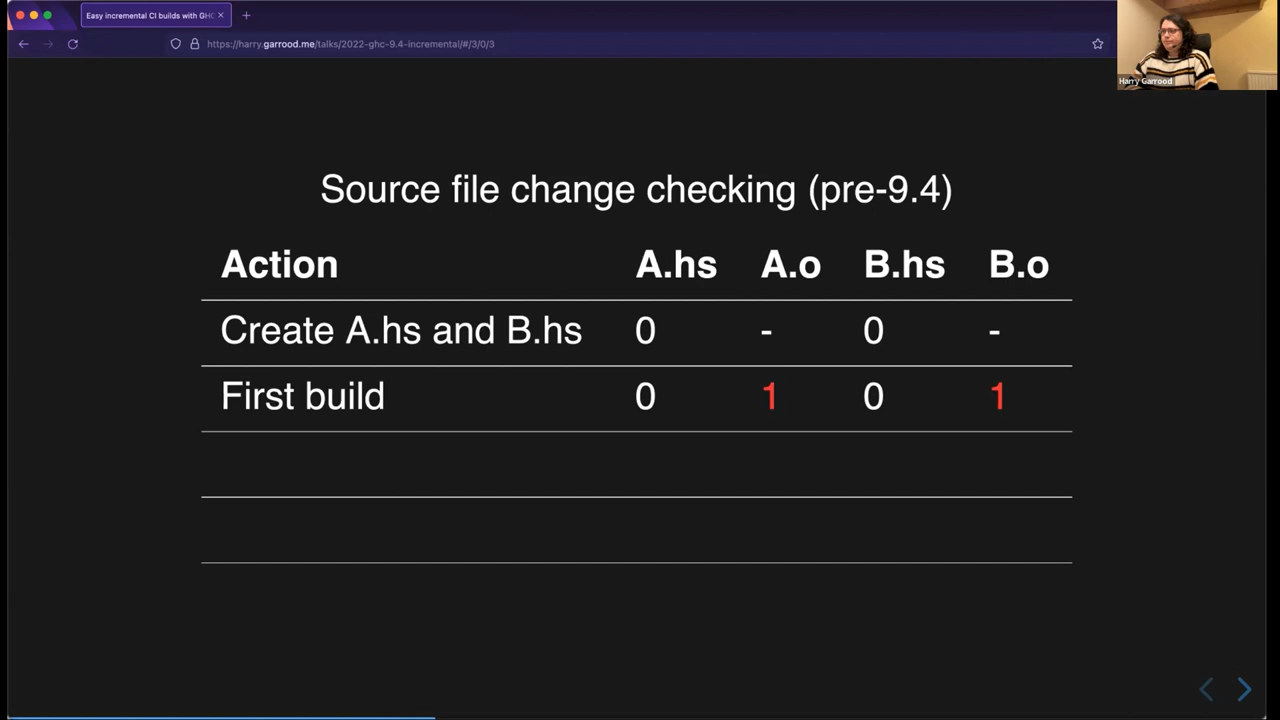 Easy incremental CI builds with GHC
https://harry.garrood.me/talks/2022-ghc-9.4-incremental/#/3/0/3
Harry Garrood
Source file change checking (pre-9.4)
Action A.hs A.o B.hs B.o
Create A.hs and B.hs 0 - 0 -
First build 0 1 0 1